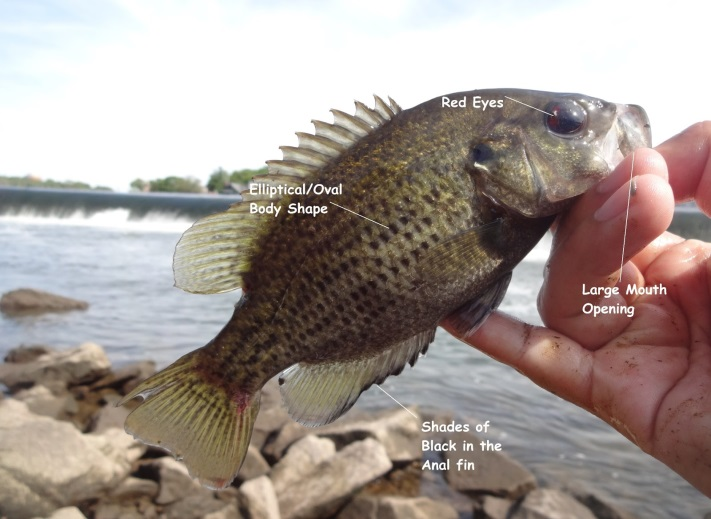 Red Eyes
Elliptical/Oval
Body Shape
Large Mouth
Opening
Shades of
Black in the
Anal fin